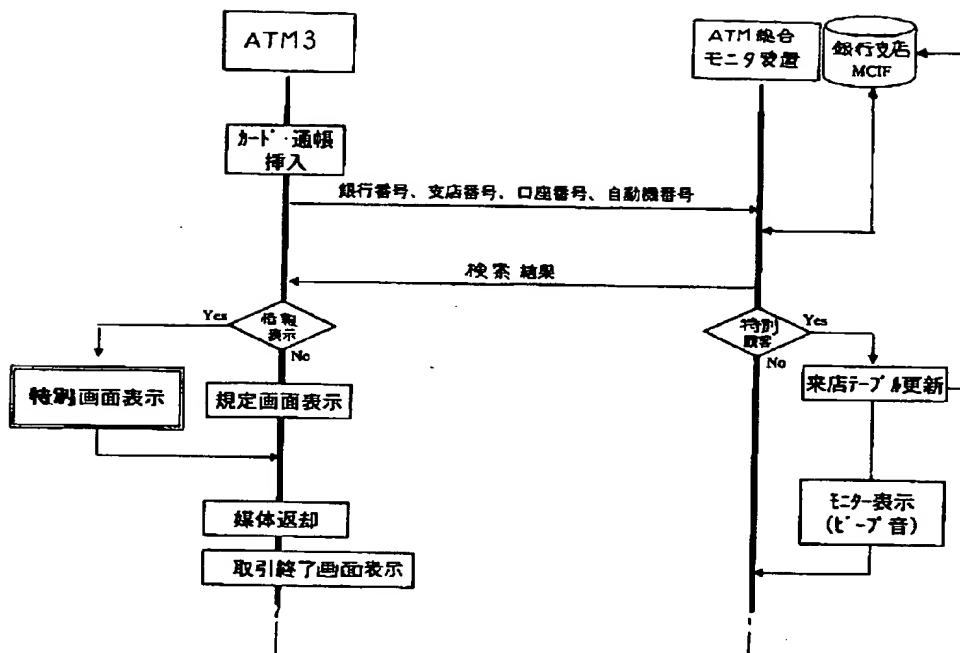 ATM3
ATM総合
モニタ装置
銀行支店
MCIF
カード・通帳
挿入
銀行番号、支店番号、口座番号、自動機番号
検索結果
Yes
情報
表示
No
特別
顧客
Yes
No
特別画面表示
規定画面表示
来店テーブル更新
媒体返却
モニター表示
(ビープ音)
取引終了画面表示